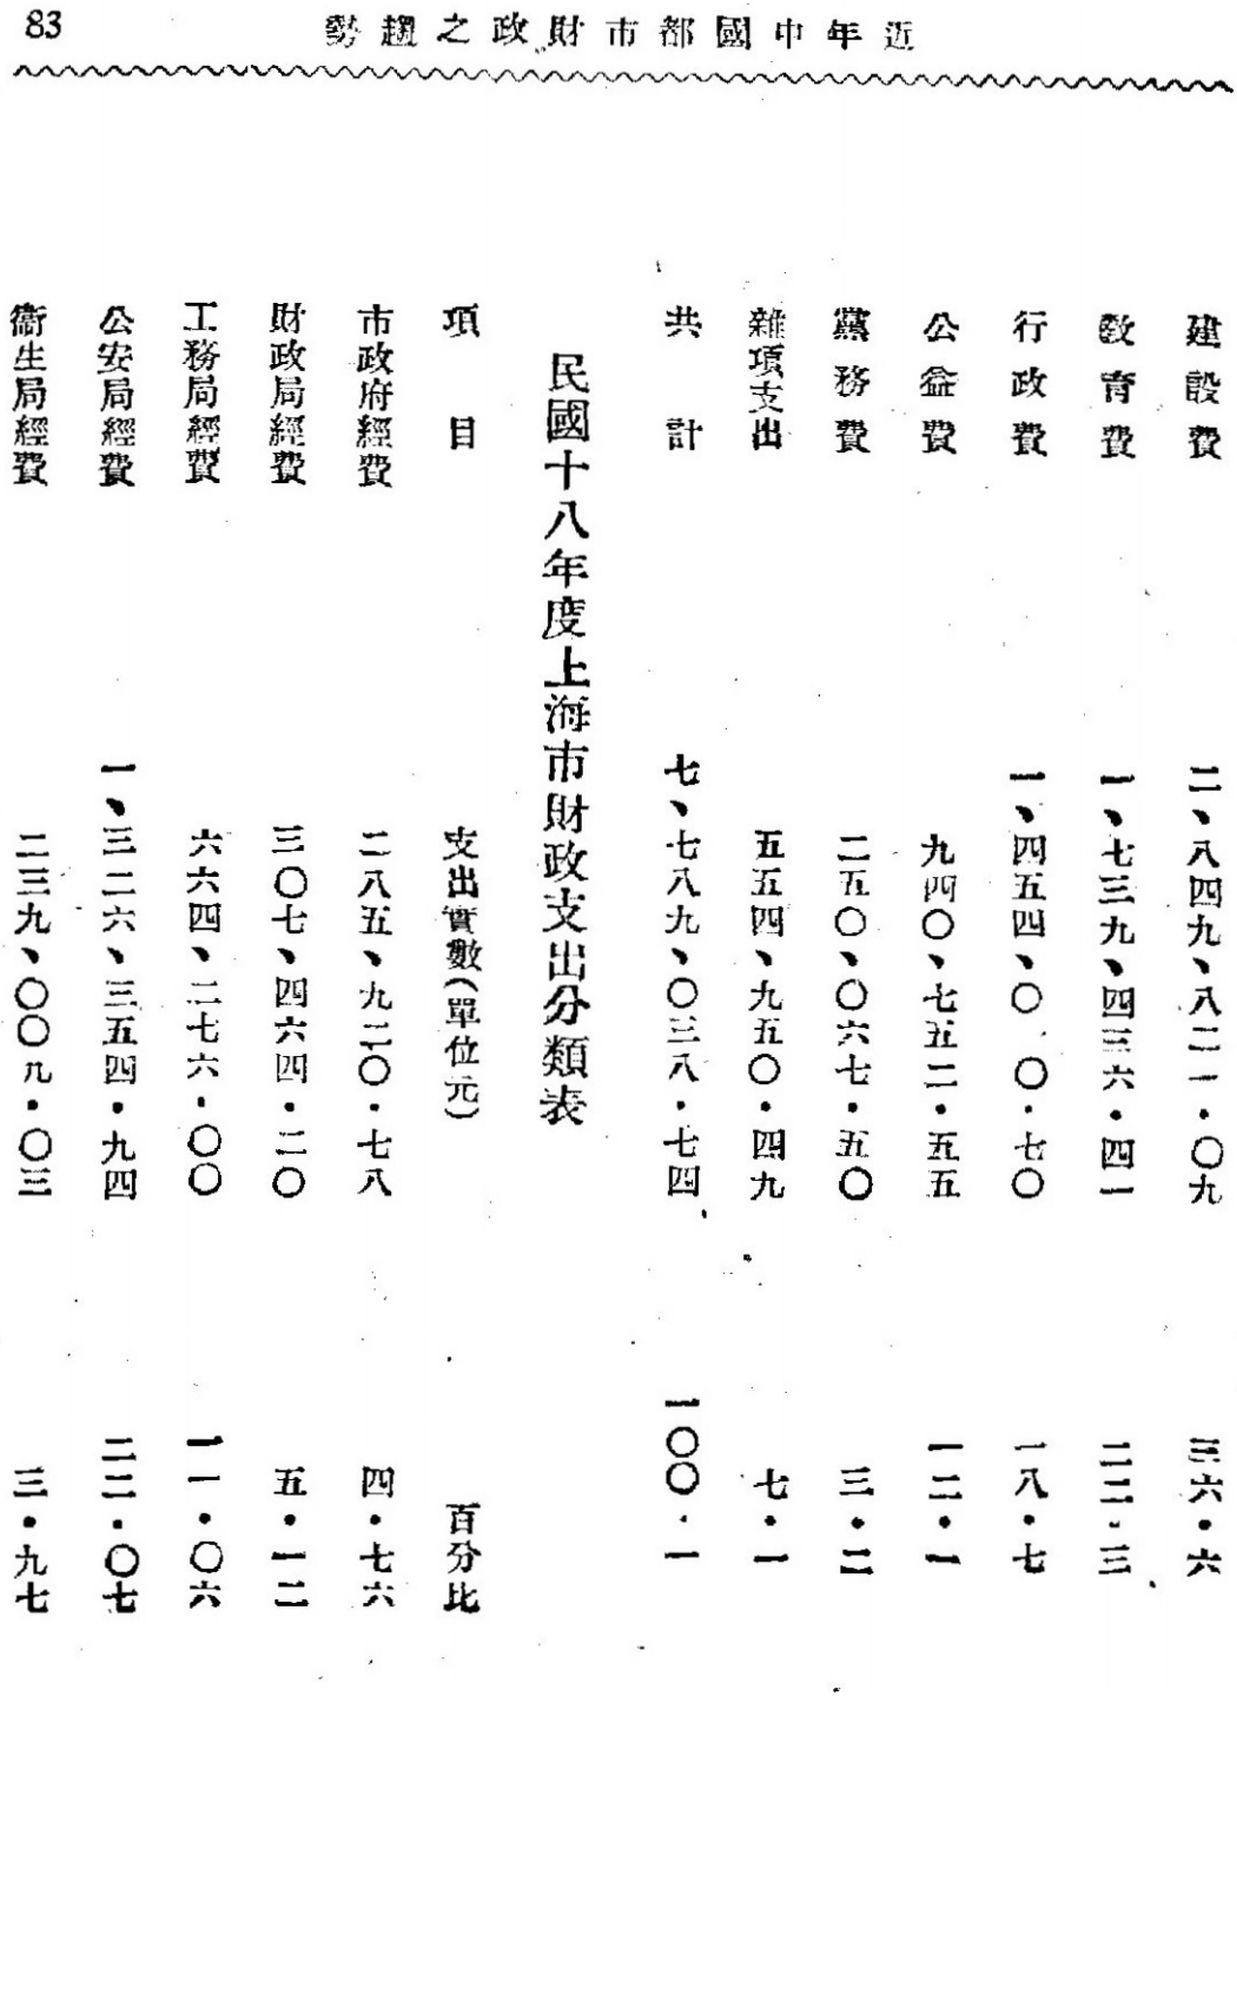 83
近年中國都市財政之趨勢
建設費 二、八四九、八二一・〇九 三六・六
教育費 一、七三九、四三六・四一 二二・三
行政費 一、四五四、〇 〇・七〇 一八・七
公益費 九四〇、七五二・五五 一二・一
黨務費 二五〇、〇六七・五〇 三・二
雜項支出 五五四、九五〇・四九 七・一
共計 七、七八九、〇三八・七四 一〇〇・一
民國十八年度上海市財政支出分類表
項目 支出實數(單位元) 百分比
市政府經費 二八五、九二〇・七八 四・七六
財政局經費 三〇七、四六四・二〇 五・一二
工務局經費 六六四、二七六・〇〇 一一・〇六
公安局經費 一、三二六、三五四・九四 二二・〇七
衞生局經費 二三九、〇〇九・〇三 三・九七